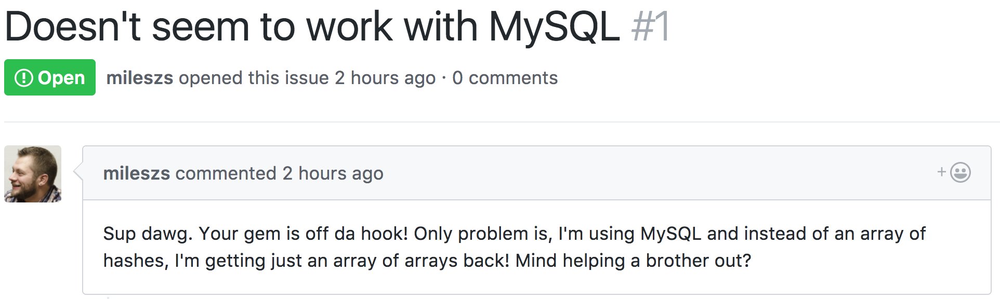 Doesn't seem to work with MySQL #1
Open mileszs opened this issue 2 hours ago · 0 comments
mileszs commented 2 hours ago
Sup dawg. Your gem is off da hook! Only problem is, I'm using MySQL and instead of an array of
hashes, I'm getting just an array of arrays back! Mind helping a brother out?